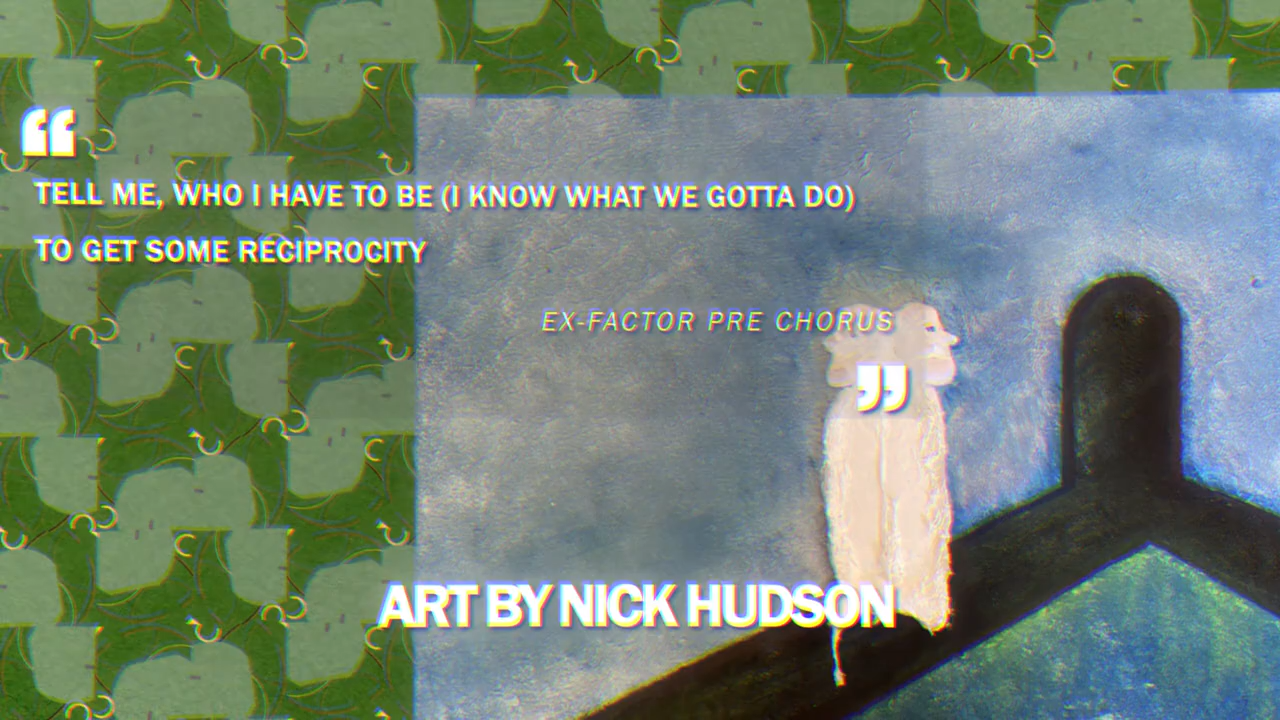 “
TELL ME, WHO I HAVE TO BE (I KNOW WHAT WE GOTTA DO)
TO GET SOME RECIPROCITY
EX-FACTOR PRE CHORUS
”
ART BY NICK HUDSON